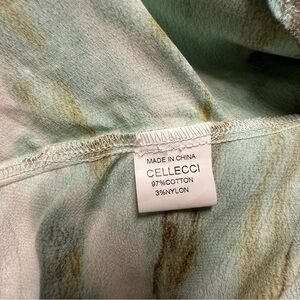 MADE IN CHINA
CELLECCI
97%COTTON
3%NYLON